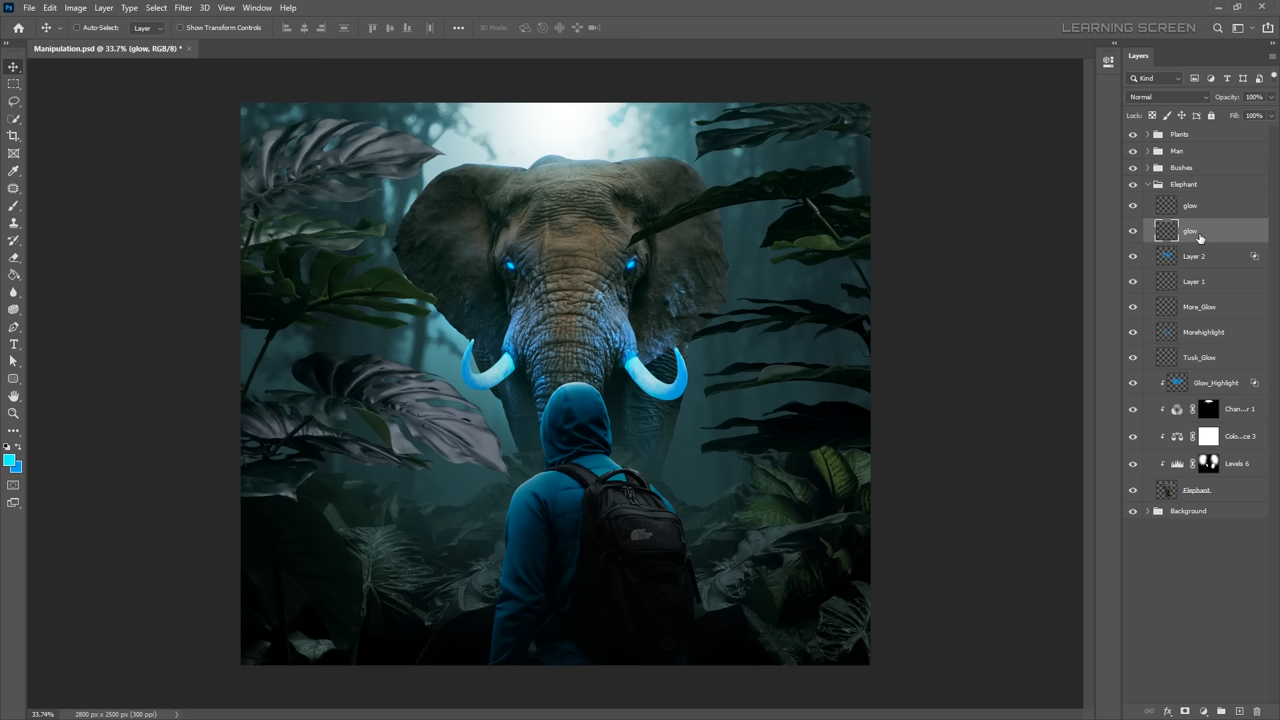 File Edit Image Layer Type Select Filter 3D View Window Help
Auto-Select: Layer Show Transform Controls 3D Mode: LEARNING SCREEN
Manipulation.psd @ 33.7% (glow, RGB/8) * ×
Layers
Kind
Normal Opacity: 100%
Lock: Fill: 100%
Plants
Man
Bushes
Elephant
glow
glow
Layer 2
Layer 1
More_Glow
Morehighlight
Tusk_Glow
Glow_Highlight
Chan...r 1
Colo...ce 3
Levels 6
Elephant
Background
33.74% 2800 px x 2500 px (300 ppi)